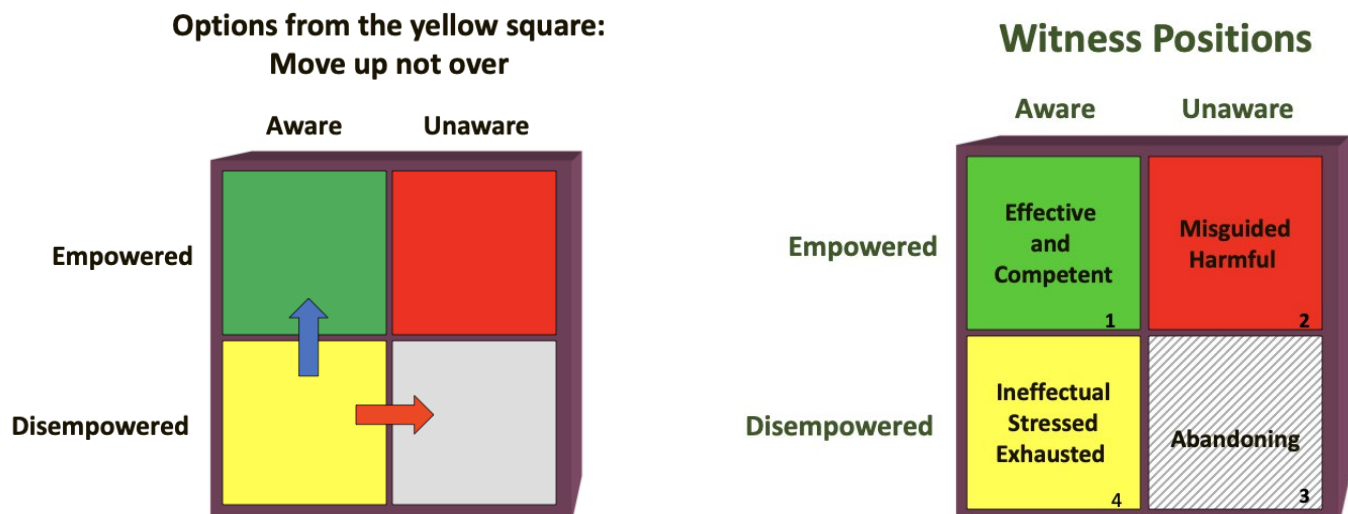 Options from the yellow square:
Move up not over
Aware
Unaware
Empowered
Disempowered
Witness Positions
Aware
Unaware
Empowered
Effective
and
Competent
1
Misguided
Harmful
2
Disempowered
Ineffectual
Stressed
Exhausted
4
Abandoning
3